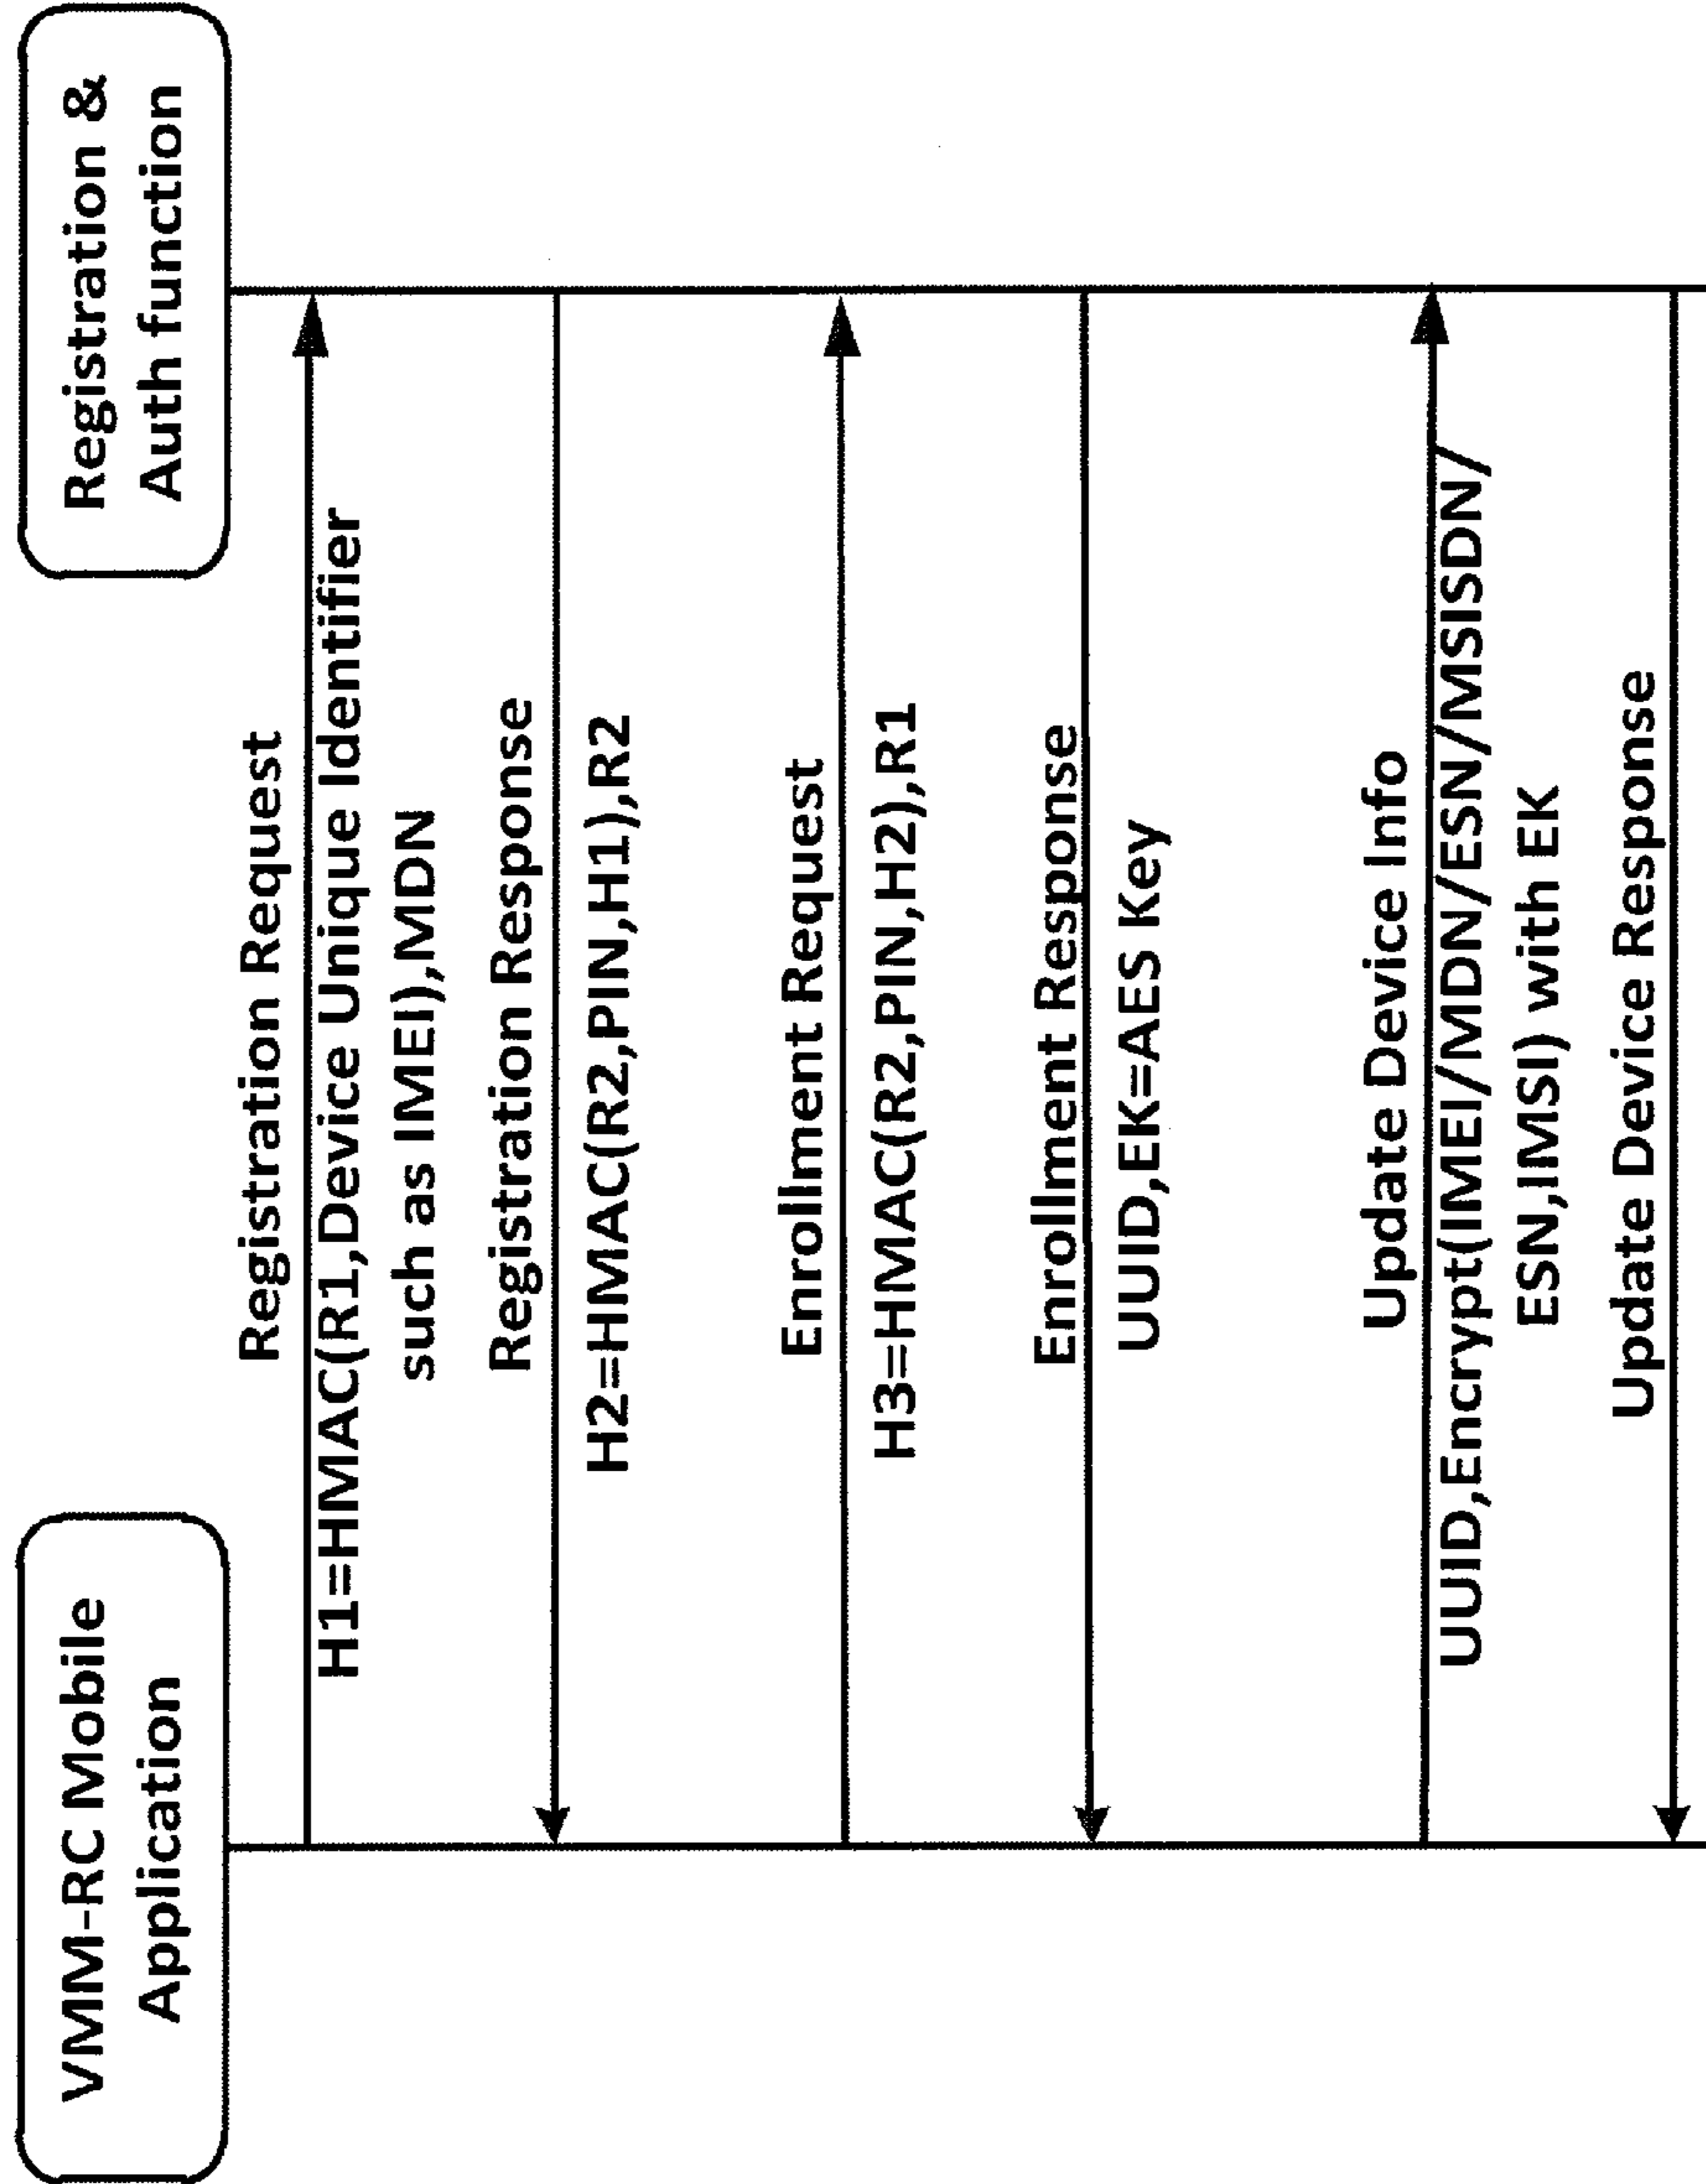 VMM-RC Mobile
Application
Registration &
Auth function
Registration Request
H1=HMAC(R1,Device Unique Identifier
such as IMEI),MDN
Registration Response
H2=HMAC(R2,PIN,H1),R2
Enrollment Request
H3=HMAC(R2,PIN,H2),R1
Enrollment Response
UUID,EK=AES Key
Update Device Info
UUID,Encrypt(IMEI/MDN/ESN/MSISDN/
ESN,IMSI) with EK
Update Device Response